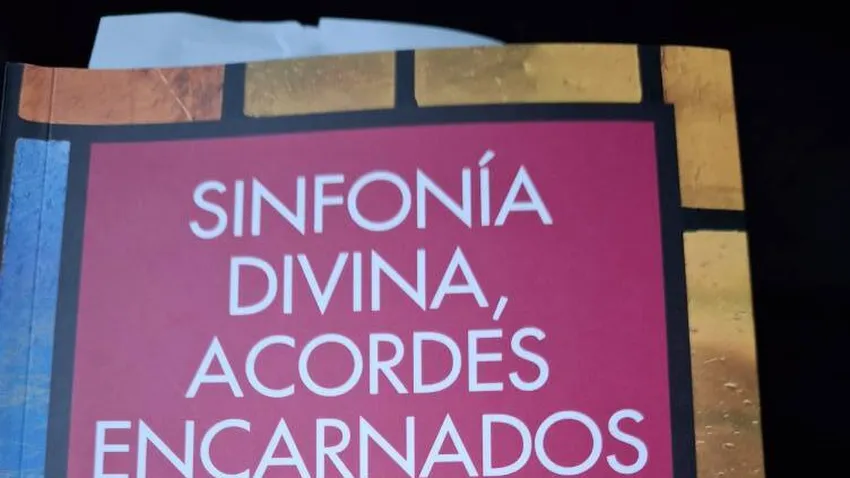 SINFONÍA
DIVINA,
ACORDES
ENCARNADOS